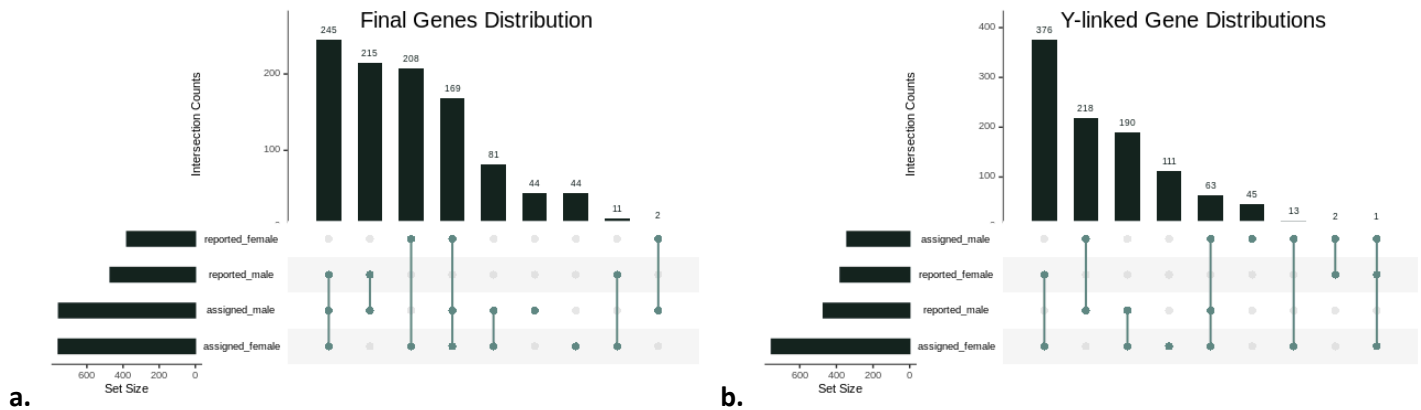 Final Genes Distribution
Intersection Counts
200
100
245
215
208
169
81
44
44
11
2
reported_female
reported_male
assigned_male
assigned_female
600 400 200 0
Set Size
a.
Y-linked Gene Distributions
Intersection Counts
400
300
200
100
376
218
190
111
63
45
13
2
1
assigned_male
reported_female
reported_male
assigned_female
600 400 200 0
Set Size
b.